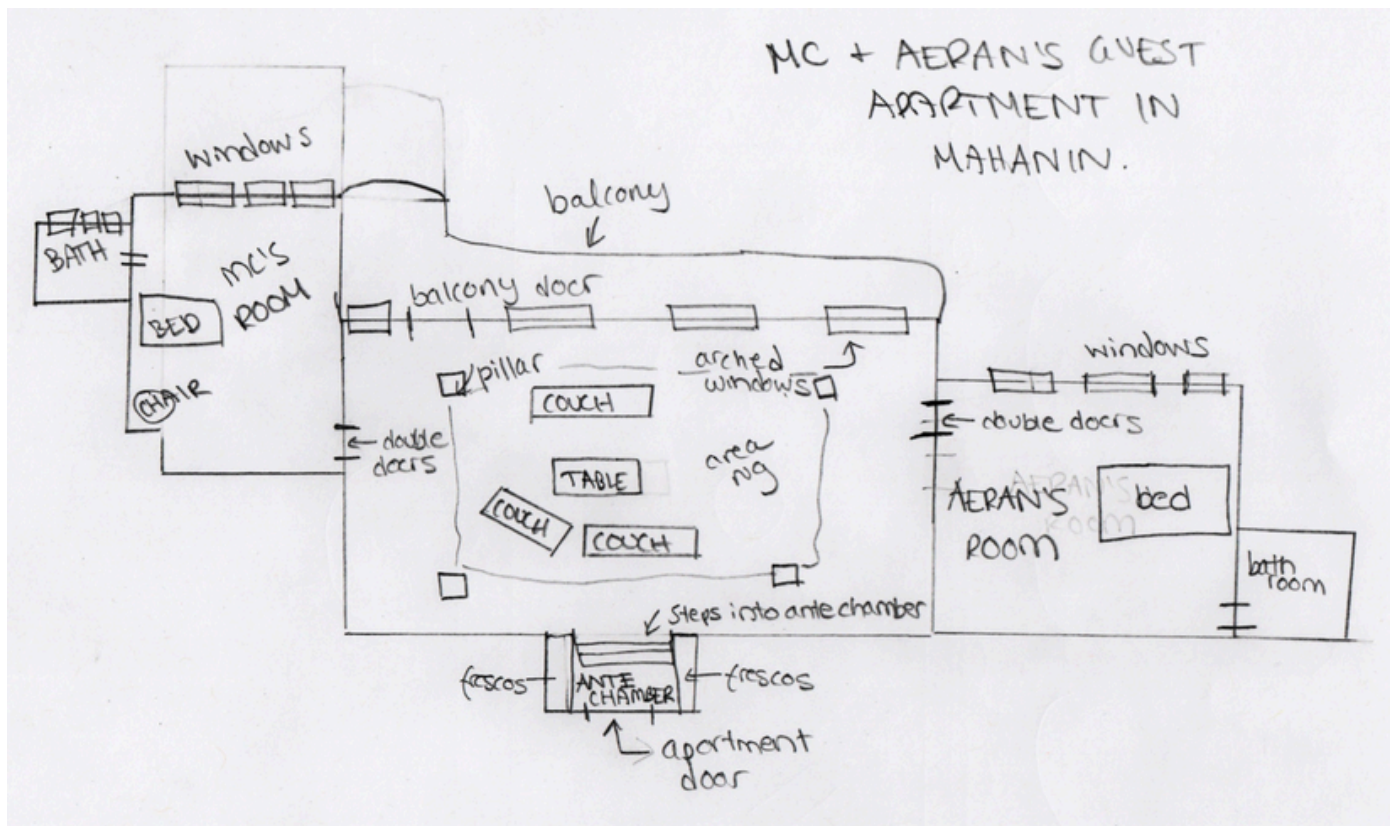 MC + AERAN'S GUEST
APARTMENT IN
MAHANIN.
windows
balcony
BATH
MC'S
ROOM
balcony door
BED
CHAIR
pillar
arched
windows
windows
COUCH
double
doors
double doors
area
rug
TABLE
COUCH
COUCH
AERAN'S
ROOM
AERAN'S
ROOM
bed
bath
room
Steps into ante chamber
frescos
ANTE
CHAMBER
frescos
apartment
door